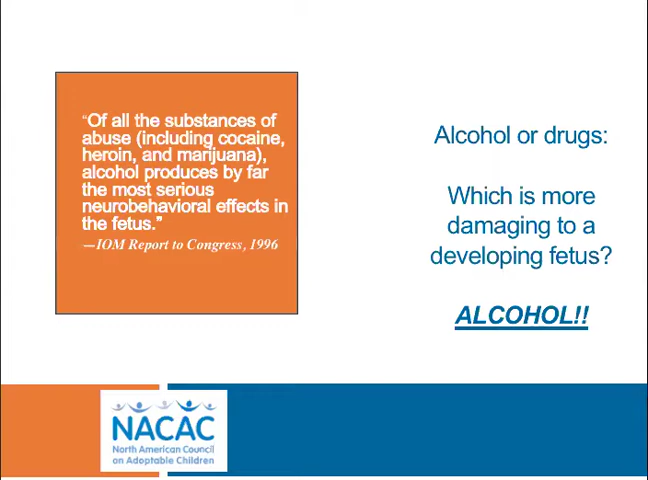 “Of all the substances of
abuse (including cocaine,
heroin, and marijuana),
alcohol produces by far
the most serious
neurobehavioral effects in
the fetus.”
—IOM Report to Congress, 1996
Alcohol or drugs:
Which is more
damaging to a
developing fetus?
ALCOHOL!!
NACAC
North American Council
on Adoptable Children